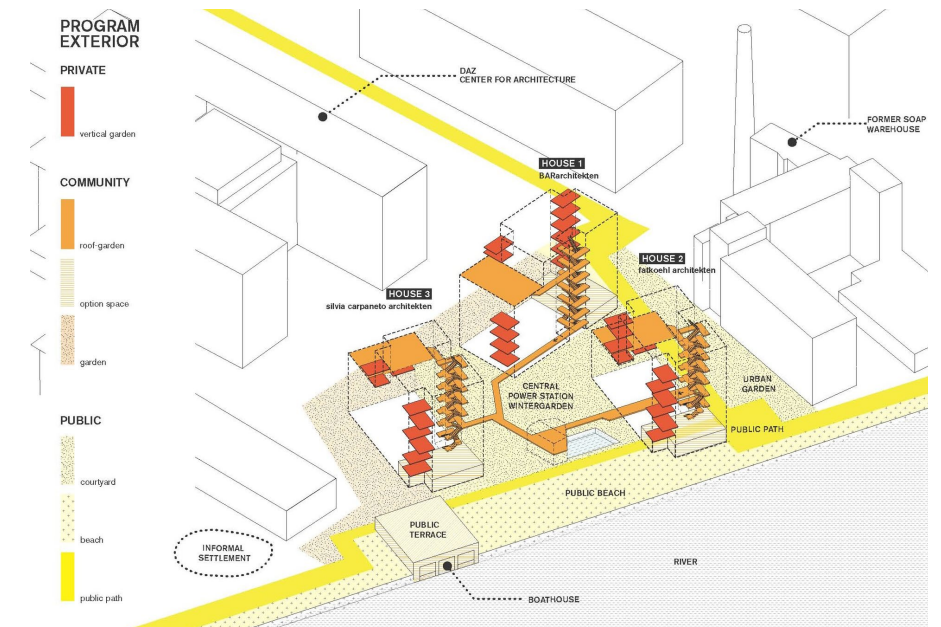 PROGRAM
EXTERIOR
PRIVATE
vertical garden
COMMUNITY
roof-garden
option space
garden
PUBLIC
courtyard
beach
public path
DAZ
CENTER FOR ARCHITECTURE
FORMER SOAP
WAREHOUSE
HOUSE 1
BARarchitekten
HOUSE 2
fatkoehl architekten
HOUSE 3
silvia carpaneto architekten
CENTRAL
POWER STATION
WINTERGARDEN
URBAN
GARDEN
PUBLIC PATH
PUBLIC BEACH
PUBLIC
TERRACE
INFORMAL
SETTLEMENT
RIVER
BOATHOUSE